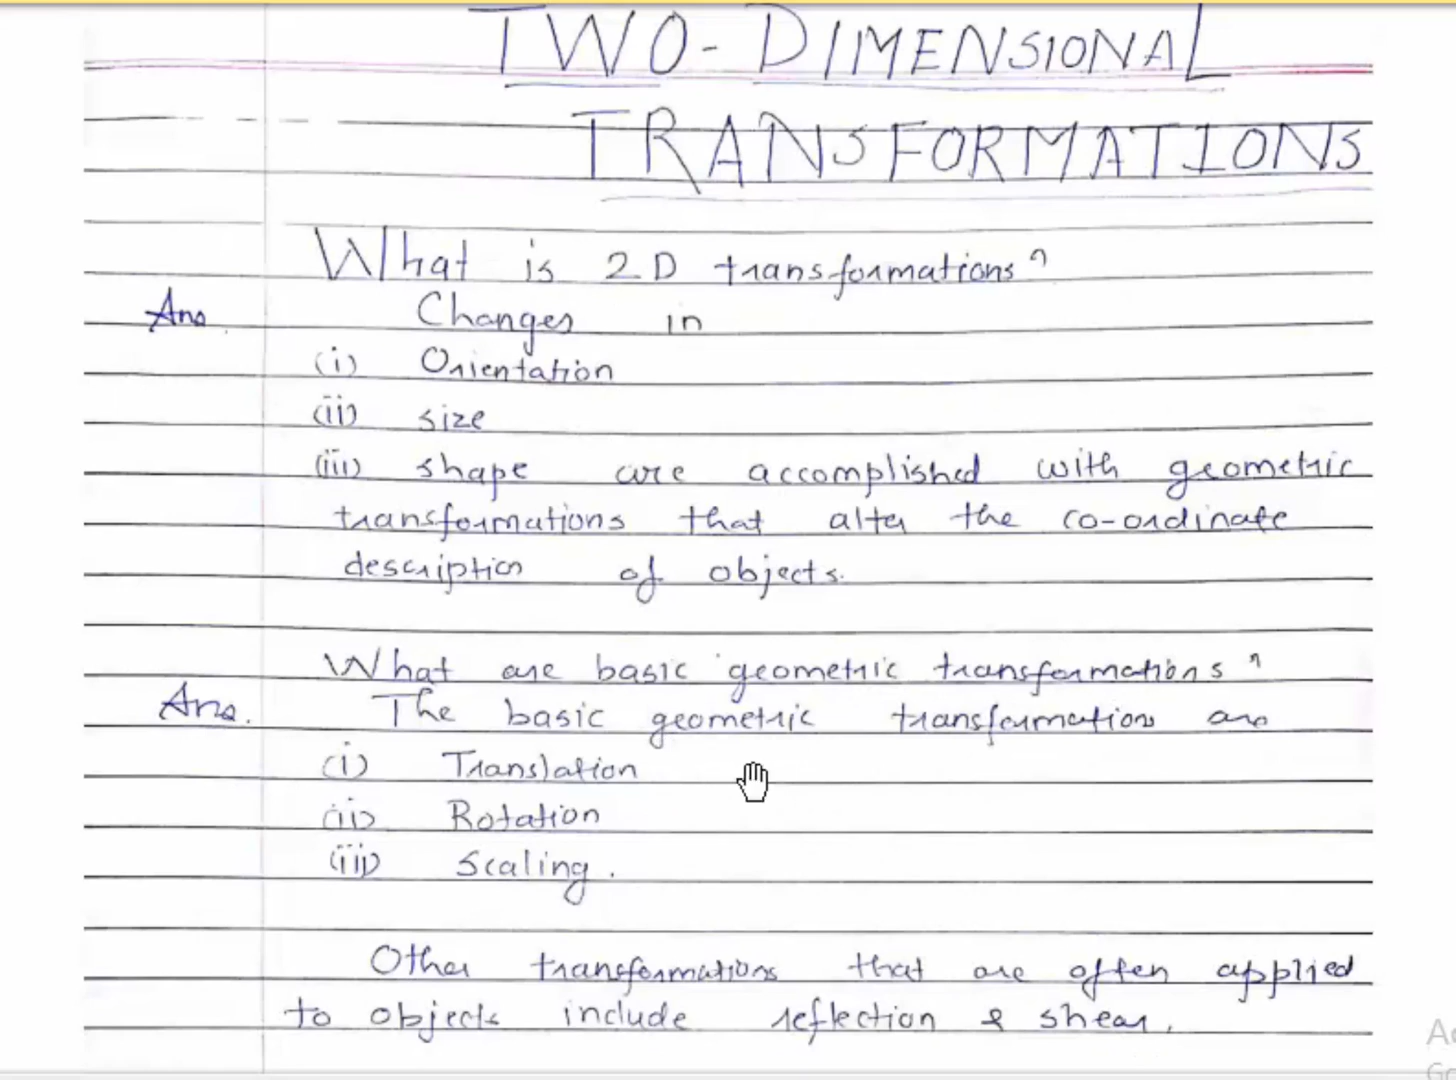 TWO-DIMENSIONAL
TRANSFORMATIONS
What is 2D transformations?
Ans. Changes in
(i) Orientation
(ii) size
(iii) shape are accomplished with geometric
transformations that alter the co-ordinate
description of objects.
What are basic geometric transformations?
Ans. The basic geometric transformation are
(i) Translation
(ii) Rotation
(iii) Scaling.
Other transformations that are often applied
to objects include reflection & shear.